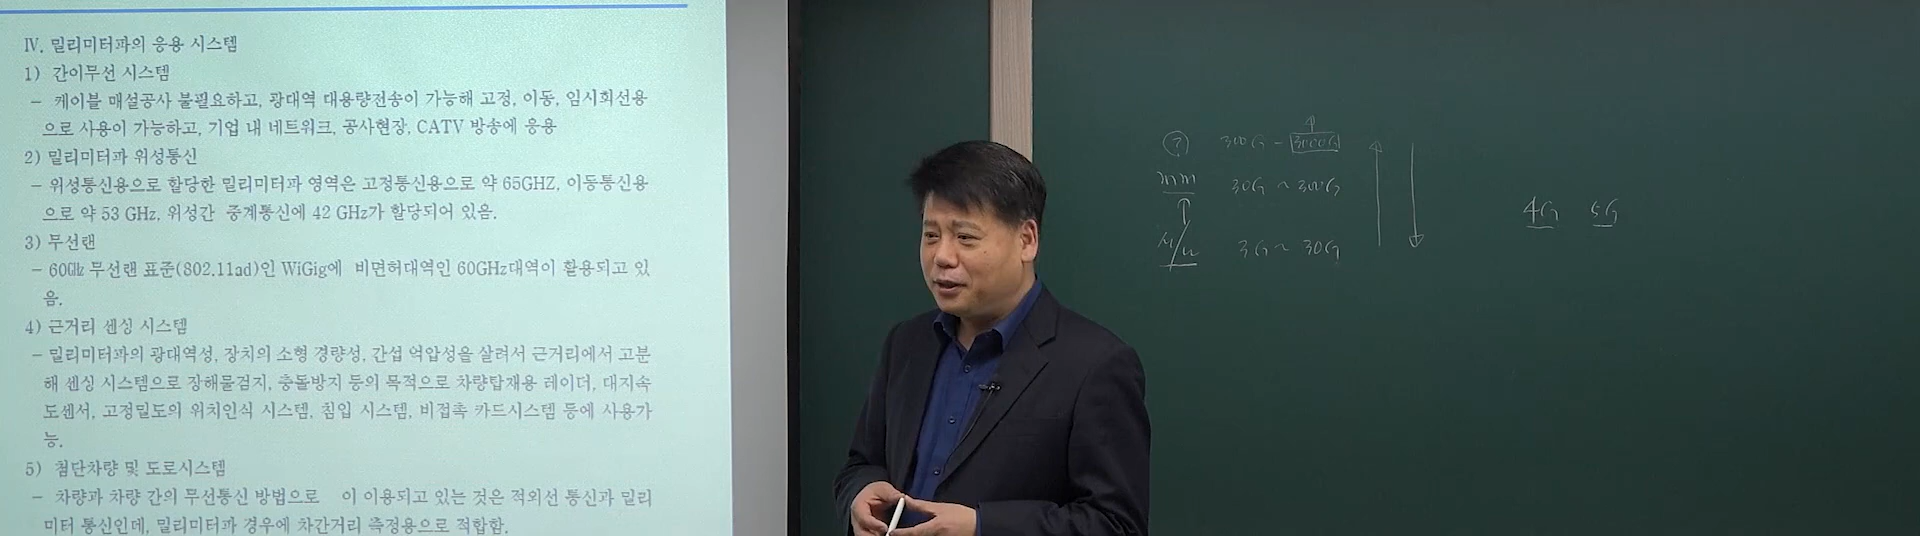 Ⅳ. 밀리미터파의 응용 시스템
1) 간이무선 시스템
- 케이블 매설공사 불필요하고, 광대역 대용량전송이 가능해 고정, 이동, 임시회선용
으로 사용이 가능하고, 기업 내 네트워크, 공사현장, CATV 방송에 응용
2) 밀리미터파 위성통신
- 위성통신용으로 할당한 밀리미터파 영역은 고정통신용으로 약 65GHZ, 이동통신용
으로 약 53 GHz, 위성간 중계통신에 42 GHz가 할당되어 있음.
3) 무선랜
- 60㎓ 무선랜 표준(802.11ad)인 WiGig에 비면허대역인 60GHz대역이 활용되고 있
음.
4) 근거리 센싱 시스템
- 밀리미터파의 광대역성, 장치의 소형 경량성, 간섭 억압성을 살려서 근거리에서 고분
해 센싱 시스템으로 장해물검지, 충돌방지 등의 목적으로 차량탑재용 레이더, 대지속
도센서, 고정밀도의 위치인식 시스템, 침입 시스템, 비접촉 카드시스템 등에 사용가
능.
5) 첨단차량 및 도로시스템
- 차량과 차량 간의 무선통신 방법으로 이 이용되고 있는 것은 적외선 통신과 밀리
미터 통신인데, 밀리미터파 경우에 차간거리 측정용으로 적합함.
? 300G - 3000G
mm 30G ~ 300G
M/W 3G ~ 30G
4G 5G